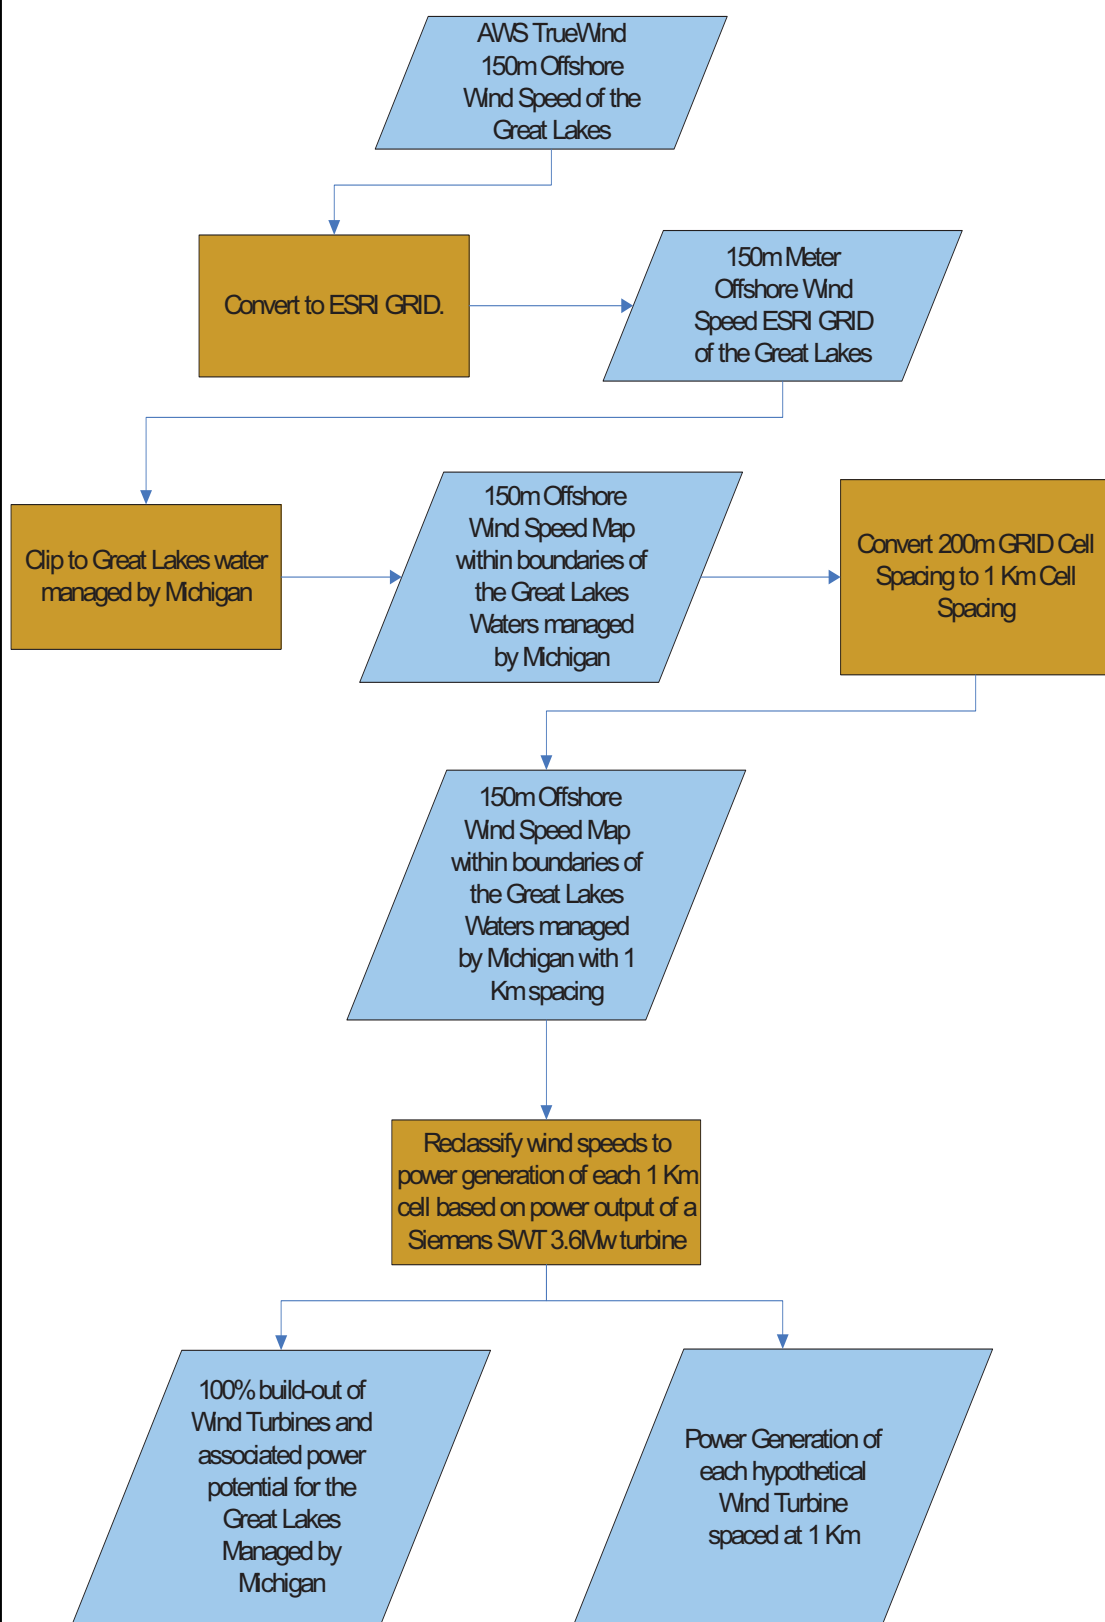 AWS TrueWind
150m Offshore
Wind Speed of the
Great Lakes
Convert to ESRI GRID.
150m Meter
Offshore Wind
Speed ESRI GRID
of the Great Lakes
Clip to Great Lakes water
managed by Michigan
150m Offshore
Wind Speed Map
within boundaries of
the Great Lakes
Waters managed
by Michigan
Convert 200m GRID Cell
Spacing to 1 Km Cell
Spacing
150m Offshore
Wind Speed Map
within boundaries of
the Great Lakes
Waters managed
by Michigan with 1
Km spacing
Reclassify wind speeds to
power generation of each 1 Km
cell based on power output of a
Siemens SWT 3.6Mw turbine
100% build-out of
Wind Turbines and
associated power
potential for the
Great Lakes
Managed by
Michigan
Power Generation of
each hypothetical
Wind Turbine
spaced at 1 Km